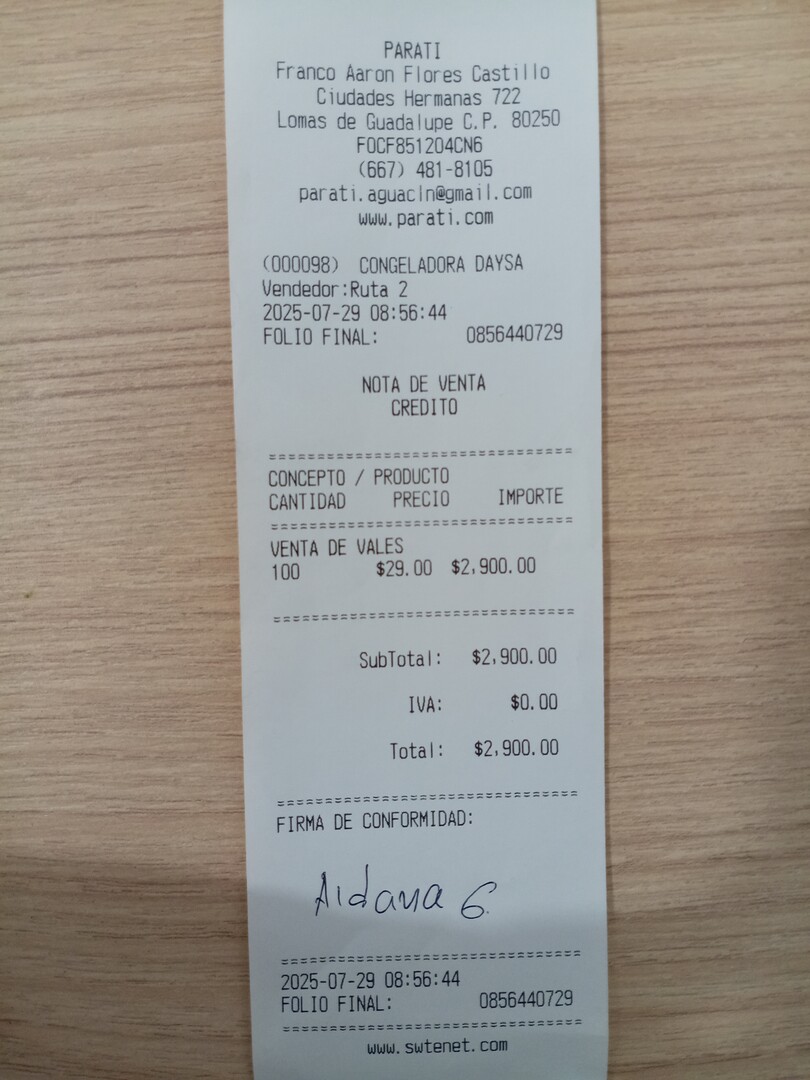 PARATI
Franco Aaron Flores Castillo
Ciudades Hermanas 722
Lomas de Guadalupe C.P. 80250
FOCF851204CN6
(667) 481-8105
parati.aguacln@gmail.com
www.parati.com
(000098) CONGELADORA DAYSA
Vendedor:Ruta 2
2025-07-29 08:56:44
FOLIO FINAL: 0856440729
NOTA DE VENTA
CREDITO
================================
CONCEPTO / PRODUCTO
CANTIDAD PRECIO IMPORTE
================================
VENTA DE VALES
100 $29.00 $2,900.00
================================
SubTotal: $2,900.00
IVA: $0.00
Total: $2,900.00
================================
FIRMA DE CONFORMIDAD:
Aldana G.
================================
2025-07-29 08:56:44
FOLIO FINAL: 0856440729
================================
www.swtenet.com